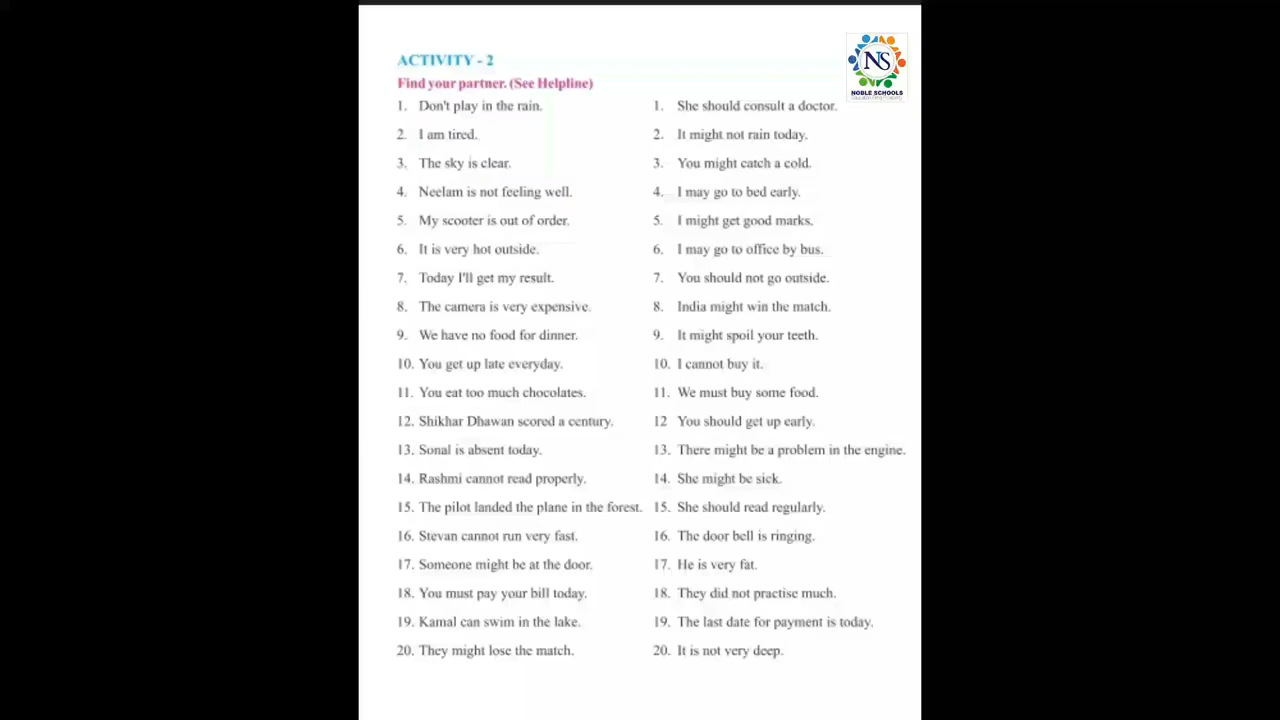 ACTIVITY - 2
NS
NOBLE SCHOOLS
Find your partner. (See Helpline)
1. Don't play in the rain. 1. She should consult a doctor.
2. I am tired. 2. It might not rain today.
3. The sky is clear. 3. You might catch a cold.
4. Neelam is not feeling well. 4. I may go to bed early.
5. My scooter is out of order. 5. I might get good marks.
6. It is very hot outside. 6. I may go to office by bus.
7. Today I'll get my result. 7. You should not go outside.
8. The camera is very expensive. 8. India might win the match.
9. We have no food for dinner. 9. It might spoil your teeth.
10. You get up late everyday. 10. I cannot buy it.
11. You eat too much chocolates. 11. We must buy some food.
12. Shikhar Dhawan scored a century. 12 You should get up early.
13. Sonal is absent today. 13. There might be a problem in the engine.
14. Rashmi cannot read properly. 14. She might be sick.
15. The pilot landed the plane in the forest. 15. She should read regularly.
16. Stevan cannot run very fast. 16. The door bell is ringing.
17. Someone might be at the door. 17. He is very fat.
18. You must pay your bill today. 18. They did not practise much.
19. Kamal can swim in the lake. 19. The last date for payment is today.
20. They might lose the match. 20. It is not very deep.